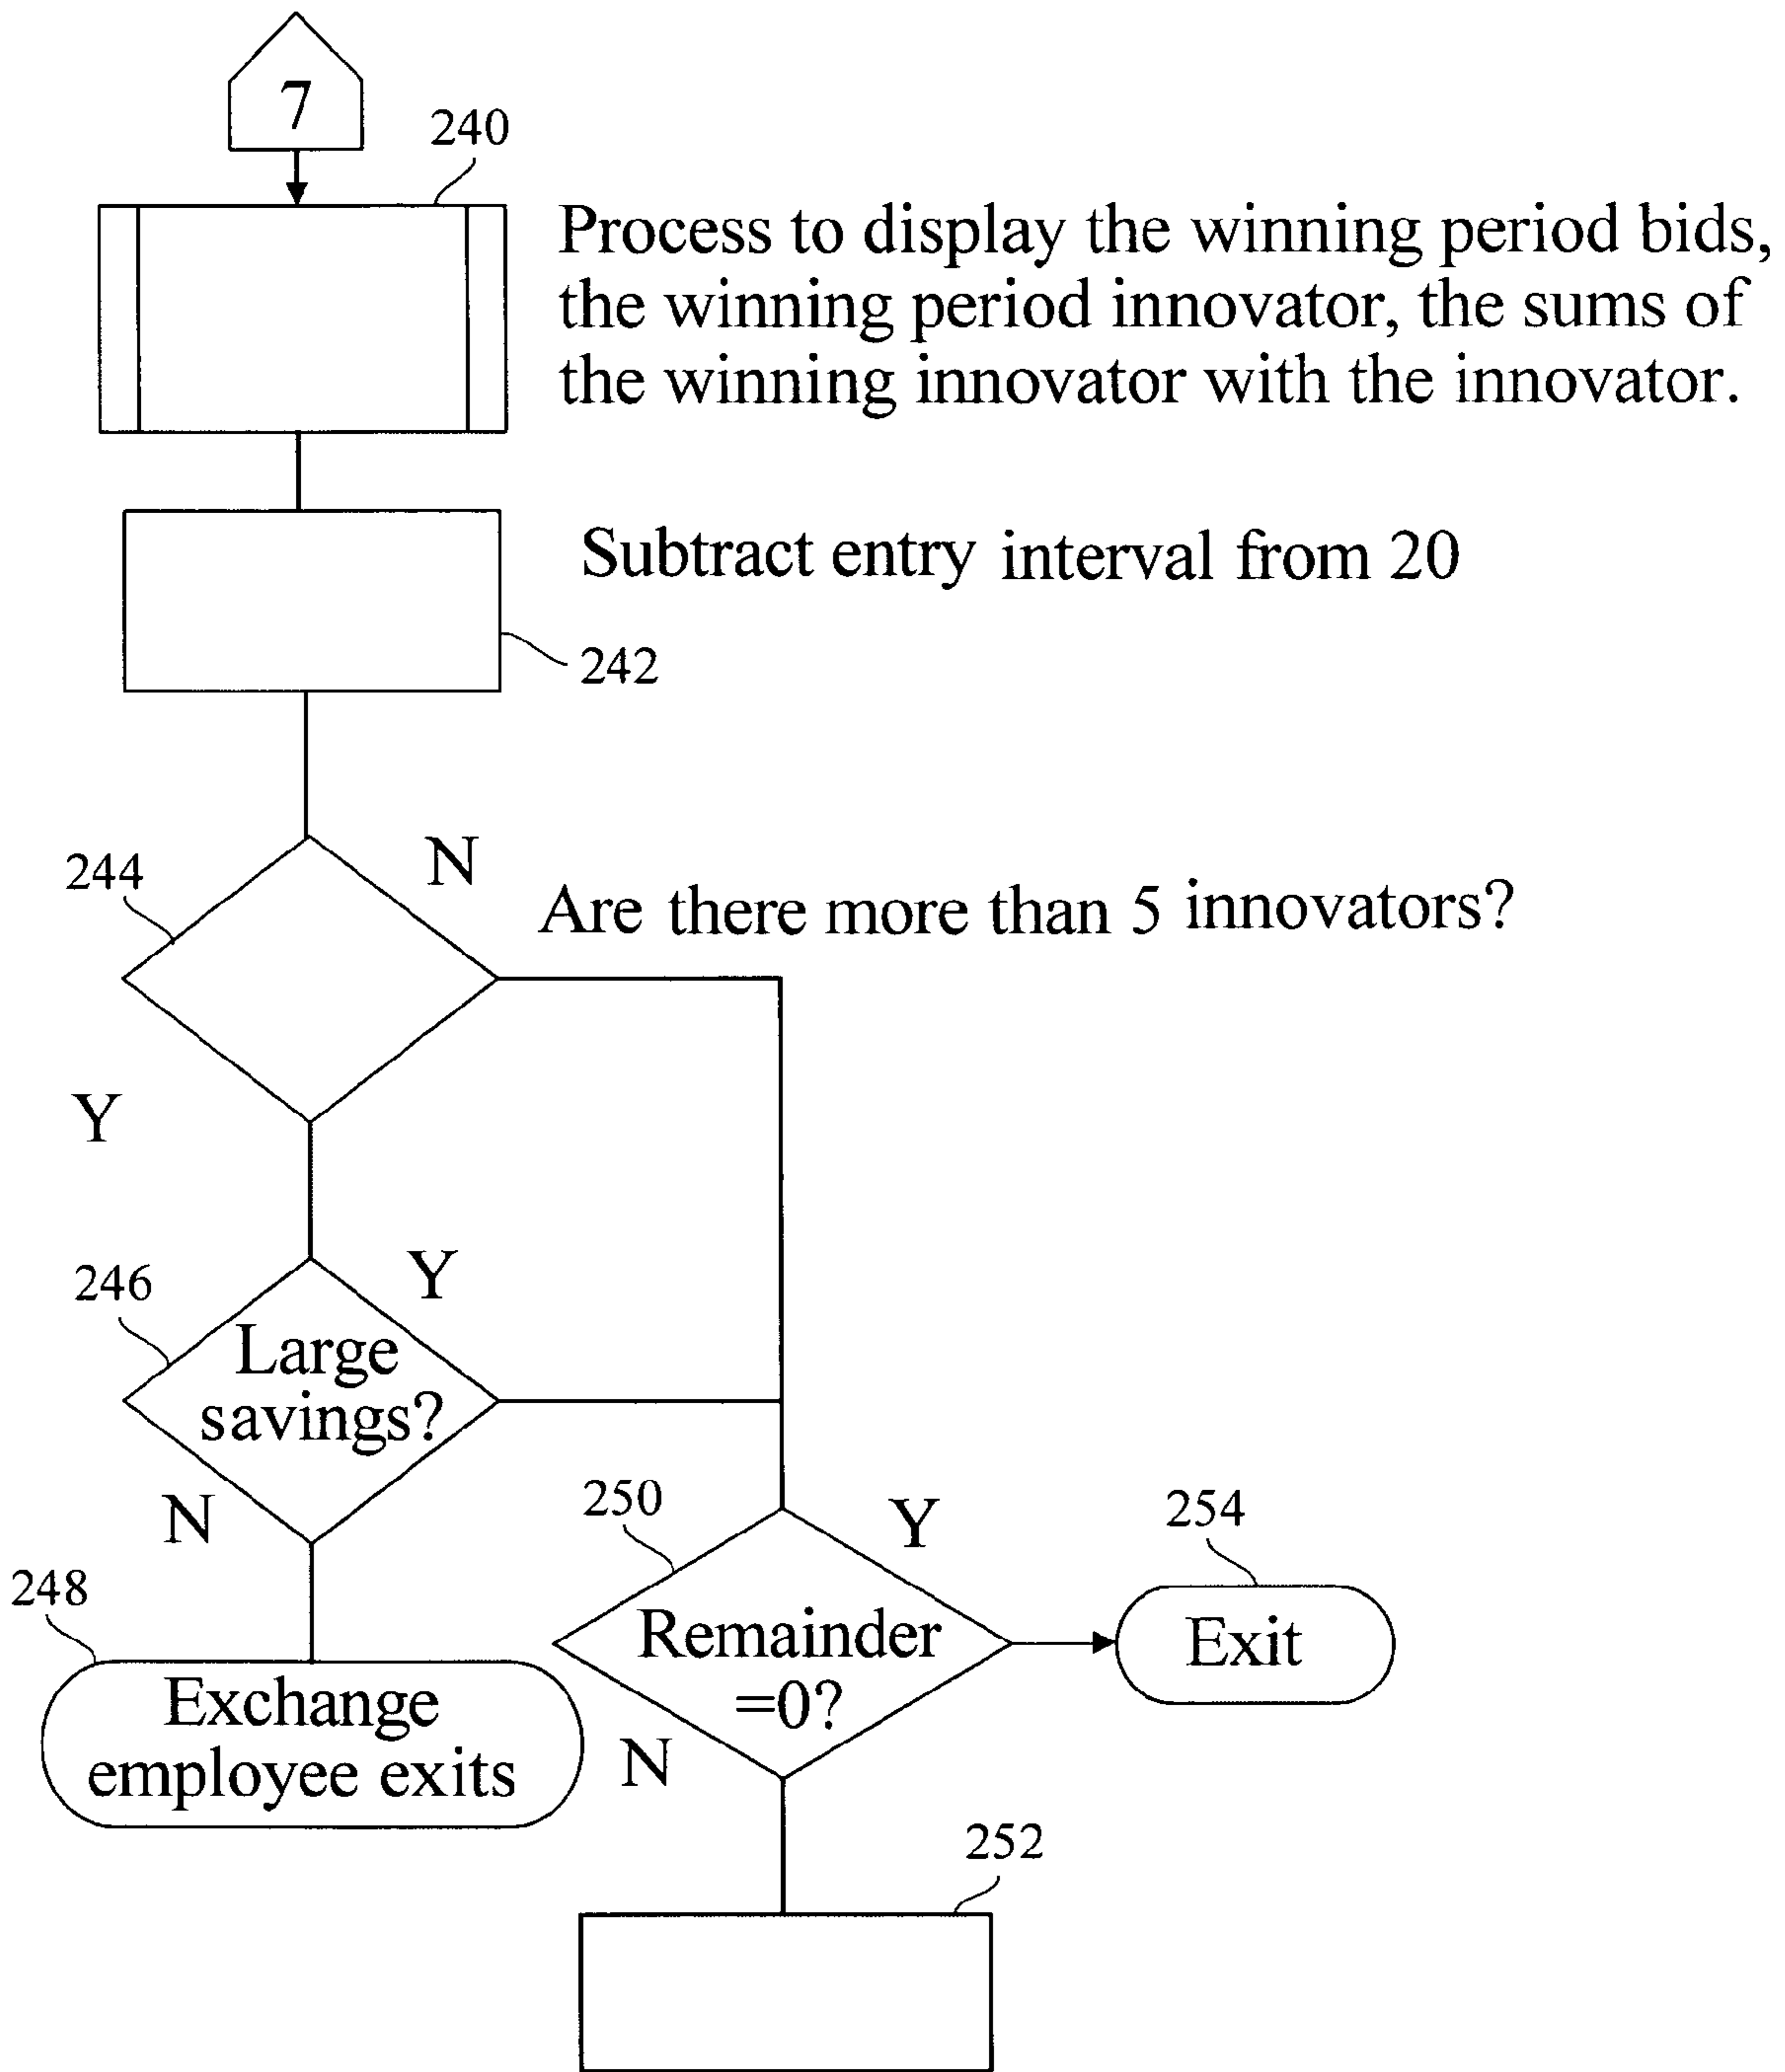 7
240
Process to display the winning period bids,
the winning period innovator, the sums of
the winning innovator with the innovator.
Subtract entry interval from 20
242
244
N
Are there more than 5 innovators?
Y
246
Y
Large
savings?
N
250
Y
254
248
Remainder
=0?
Exit
Exchange
employee exits
N
252